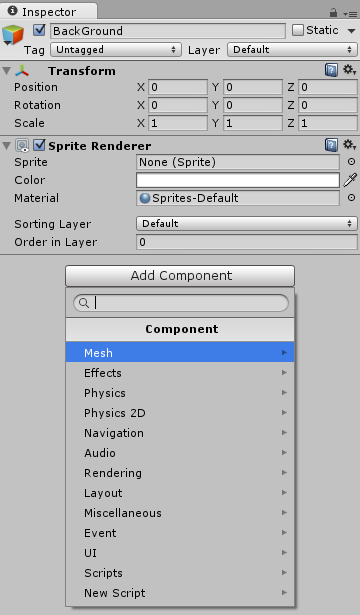 Inspector
BackGround Static
Tag Untagged Layer Default
Transform
Position X 0 Y 0 Z 0
Rotation X 0 Y 0 Z 0
Scale X 1 Y 1 Z 1
Sprite Renderer
Sprite None (Sprite)
Color
Material Sprites-Default
Sorting Layer Default
Order in Layer 0
Add Component
Component
Mesh
Effects
Physics
Physics 2D
Navigation
Audio
Rendering
Layout
Miscellaneous
Event
UI
Scripts
New Script